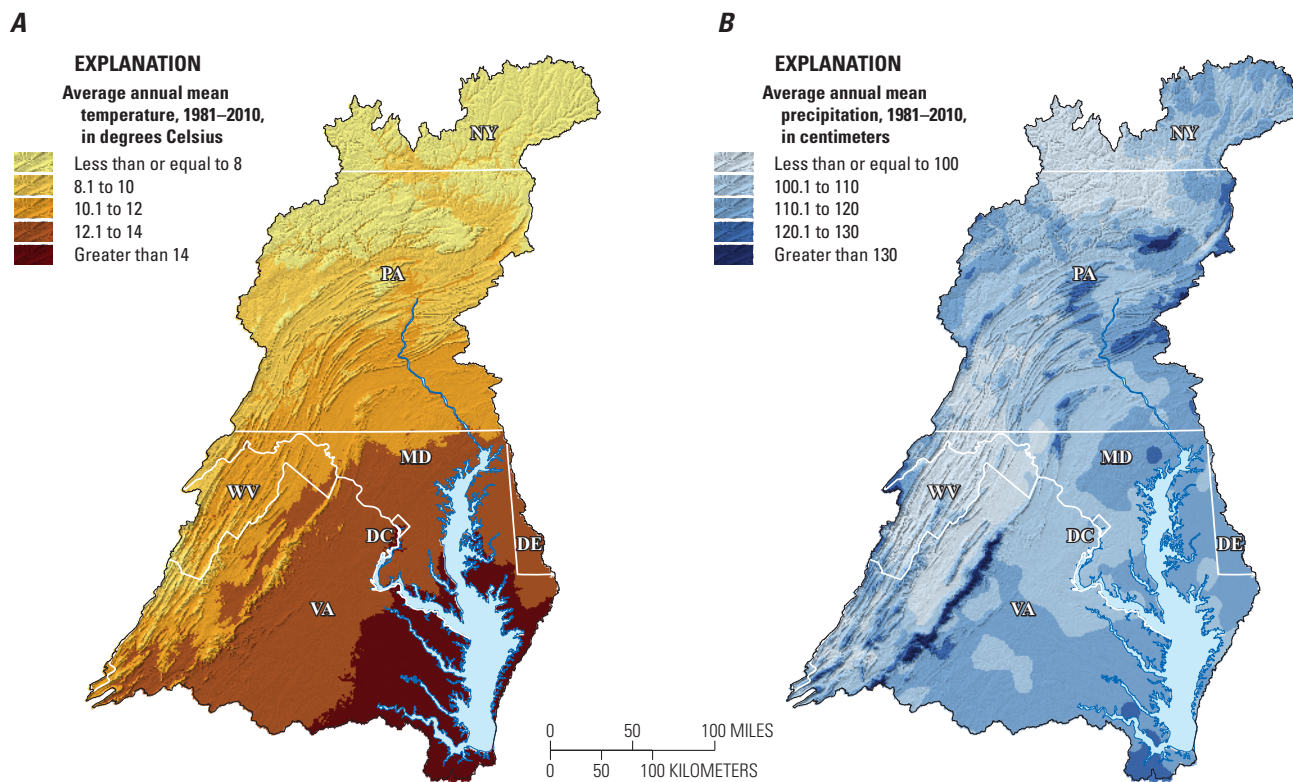 A
EXPLANATION
Average annual mean
temperature, 1981–2010,
in degrees Celsius
Less than or equal to 8
8.1 to 10
10.1 to 12
12.1 to 14
Greater than 14
NY
PA
MD
WV
DC
DE
VA
B
EXPLANATION
Average annual mean
precipitation, 1981–2010,
in centimeters
Less than or equal to 100
100.1 to 110
110.1 to 120
120.1 to 130
Greater than 130
NY
PA
MD
WV
DC
DE
VA
0 50 100 MILES
0 50 100 KILOMETERS